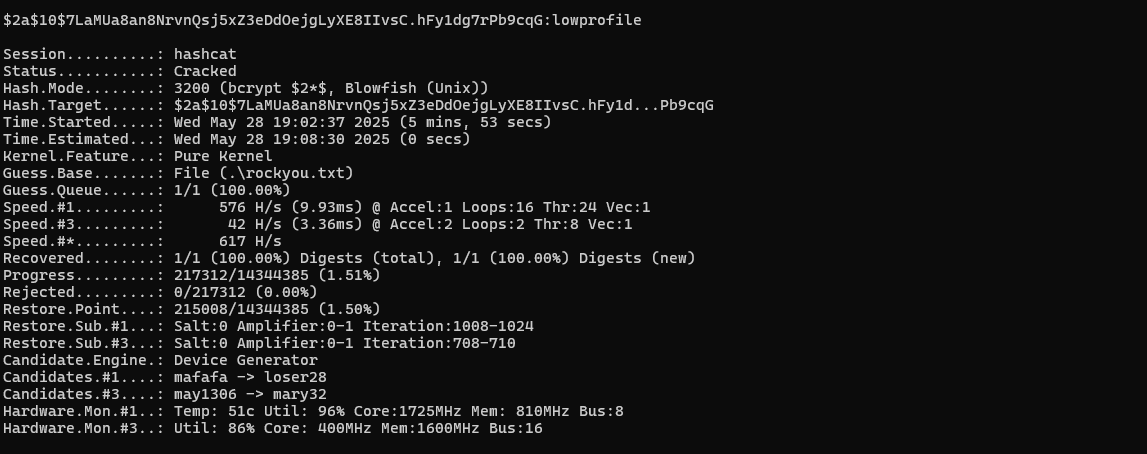 $2a$10$7LaMUa8an8NrvnQsj5xZ3eDdOejgLyXE8IIvsC.hFy1dg7rPb9cqG:lowprofile
Session..........: hashcat
Status...........: Cracked
Hash.Mode........: 3200 (bcrypt $2*$, Blowfish (Unix))
Hash.Target......: $2a$10$7LaMUa8an8NrvnQsj5xZ3eDdOejgLyXE8IIvsC.hFy1d...Pb9cqG
Time.Started.....: Wed May 28 19:02:37 2025 (5 mins, 53 secs)
Time.Estimated...: Wed May 28 19:08:30 2025 (0 secs)
Kernel.Feature...: Pure Kernel
Guess.Base.......: File (.\rockyou.txt)
Guess.Queue......: 1/1 (100.00%)
Speed.#1.........:      576 H/s (9.93ms) @ Accel:1 Loops:16 Thr:24 Vec:1
Speed.#3.........:       42 H/s (3.36ms) @ Accel:2 Loops:2 Thr:8 Vec:1
Speed.#*.........:      617 H/s
Recovered........: 1/1 (100.00%) Digests (total), 1/1 (100.00%) Digests (new)
Progress.........: 217312/14344385 (1.51%)
Rejected.........: 0/217312 (0.00%)
Restore.Point....: 215008/14344385 (1.50%)
Restore.Sub.#1...: Salt:0 Amplifier:0-1 Iteration:1008-1024
Restore.Sub.#3...: Salt:0 Amplifier:0-1 Iteration:708-710
Candidate.Engine.: Device Generator
Candidates.#1....: mafafa -> loser28
Candidates.#3....: may1306 -> mary32
Hardware.Mon.#1..: Temp: 51c Util: 96% Core:1725MHz Mem: 810MHz Bus:8
Hardware.Mon.#3..: Util: 86% Core: 400MHz Mem:1600MHz Bus:16